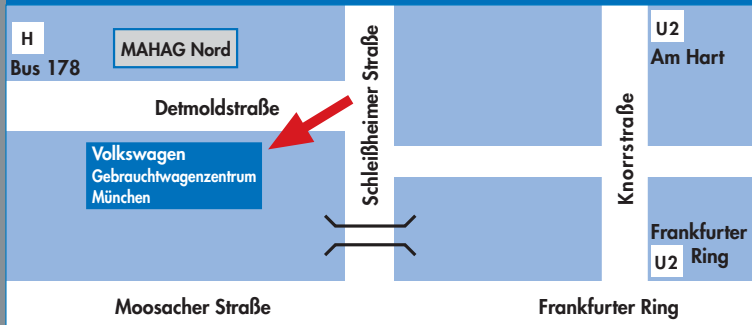 H
Bus 178
MAHAG Nord
Detmoldstraße
Volkswagen
Gebrauchtwagenzentrum
München
Schleißheimer Straße
Knorrstraße
U2
Am Hart
Frankfurter
U2 Ring
Moosacher Straße
Frankfurter Ring